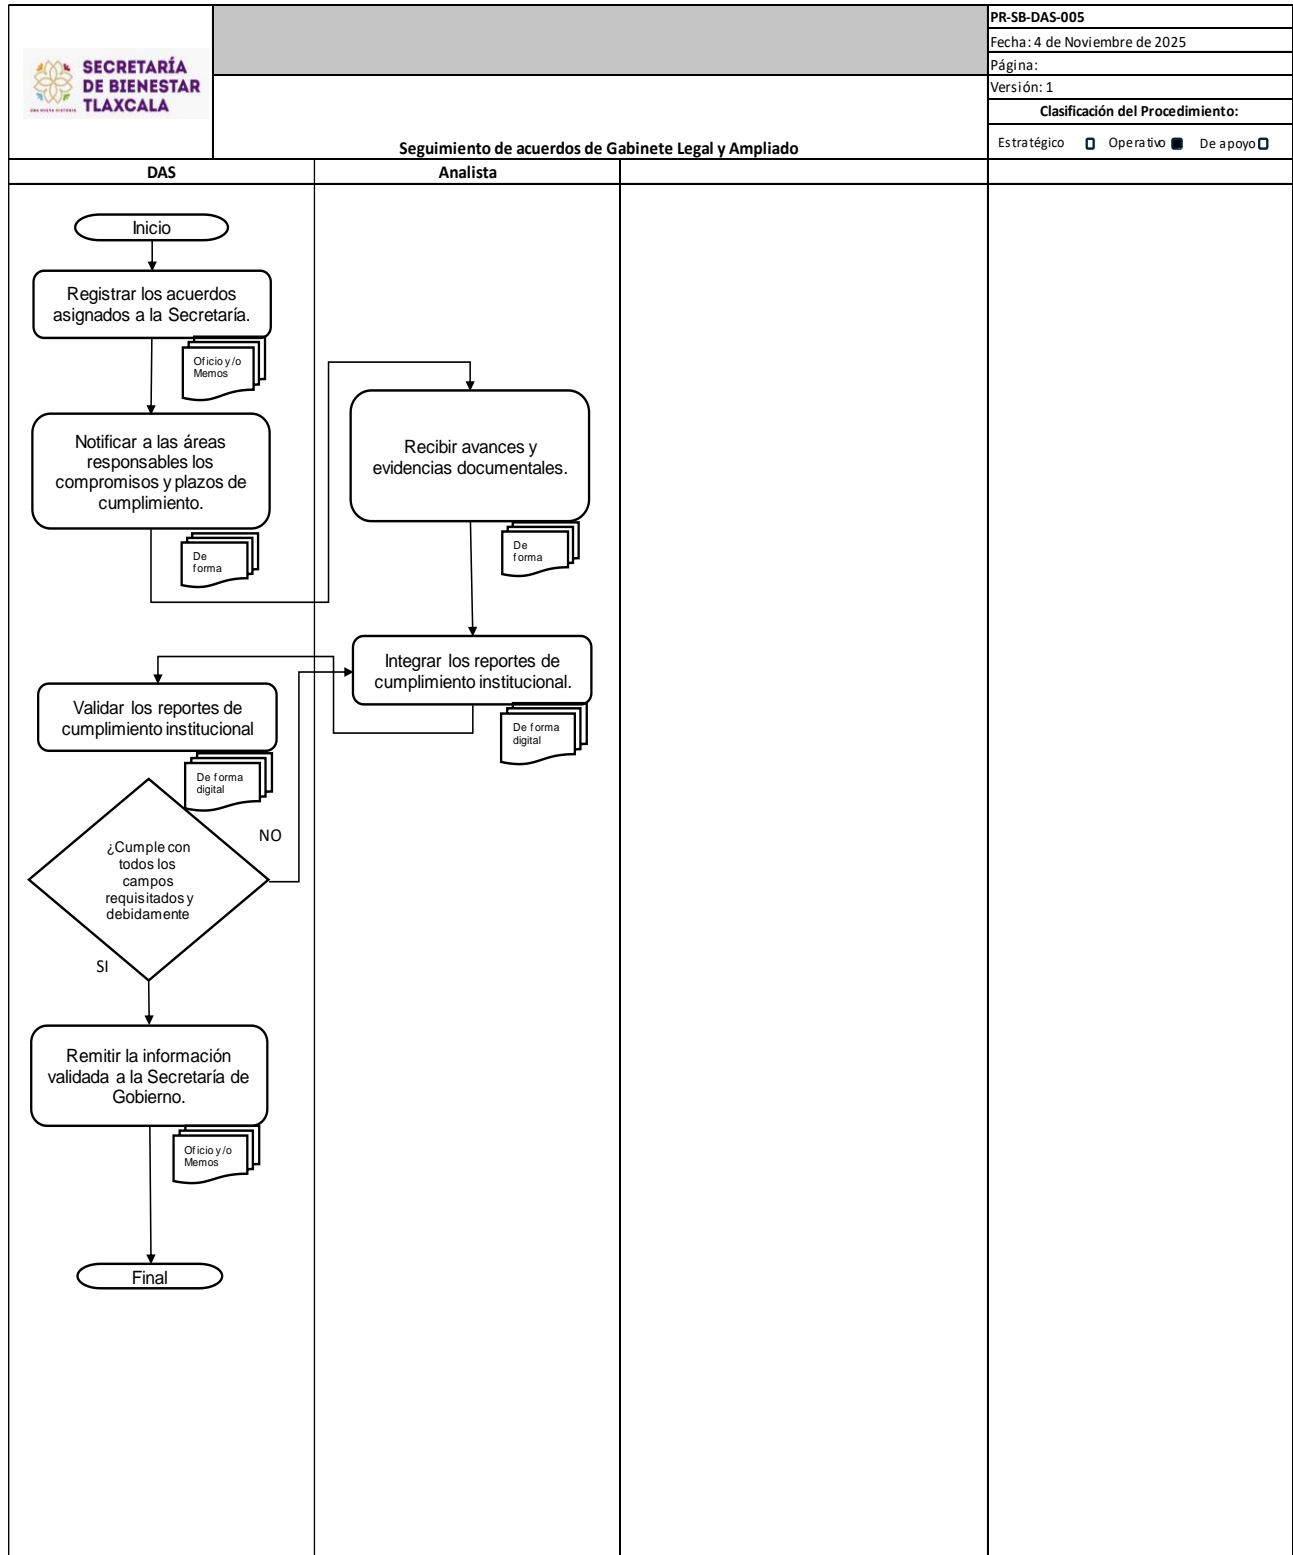 PR-SB-DAS-005
Fecha: 4 de Noviembre de 2025
Página:
Versión: 1
Clasificación del Procedimiento:
Estratégico Operativo De apoyo
SECRETARÍA
DE BIENESTAR
TLAXCALA
UNA NUEVA HISTORIA
Seguimiento de acuerdos de Gabinete Legal y Ampliado
DAS
Analista
Inicio
Registrar los acuerdos
asignados a la Secretaría.
Oficio y/o
Memos
Notificar a las áreas
responsables los
compromisos y plazos de
cumplimiento.
De
forma
Recibir avances y
evidencias documentales.
De
forma
Integrar los reportes de
cumplimiento institucional.
De forma
digital
Validar los reportes de
cumplimiento institucional
De forma
digital
¿Cumple con
todos los
campos
requisitados y
debidamente
NO
SI
Remitir la información
validada a la Secretaría de
Gobierno.
Oficio y/o
Memos
Final